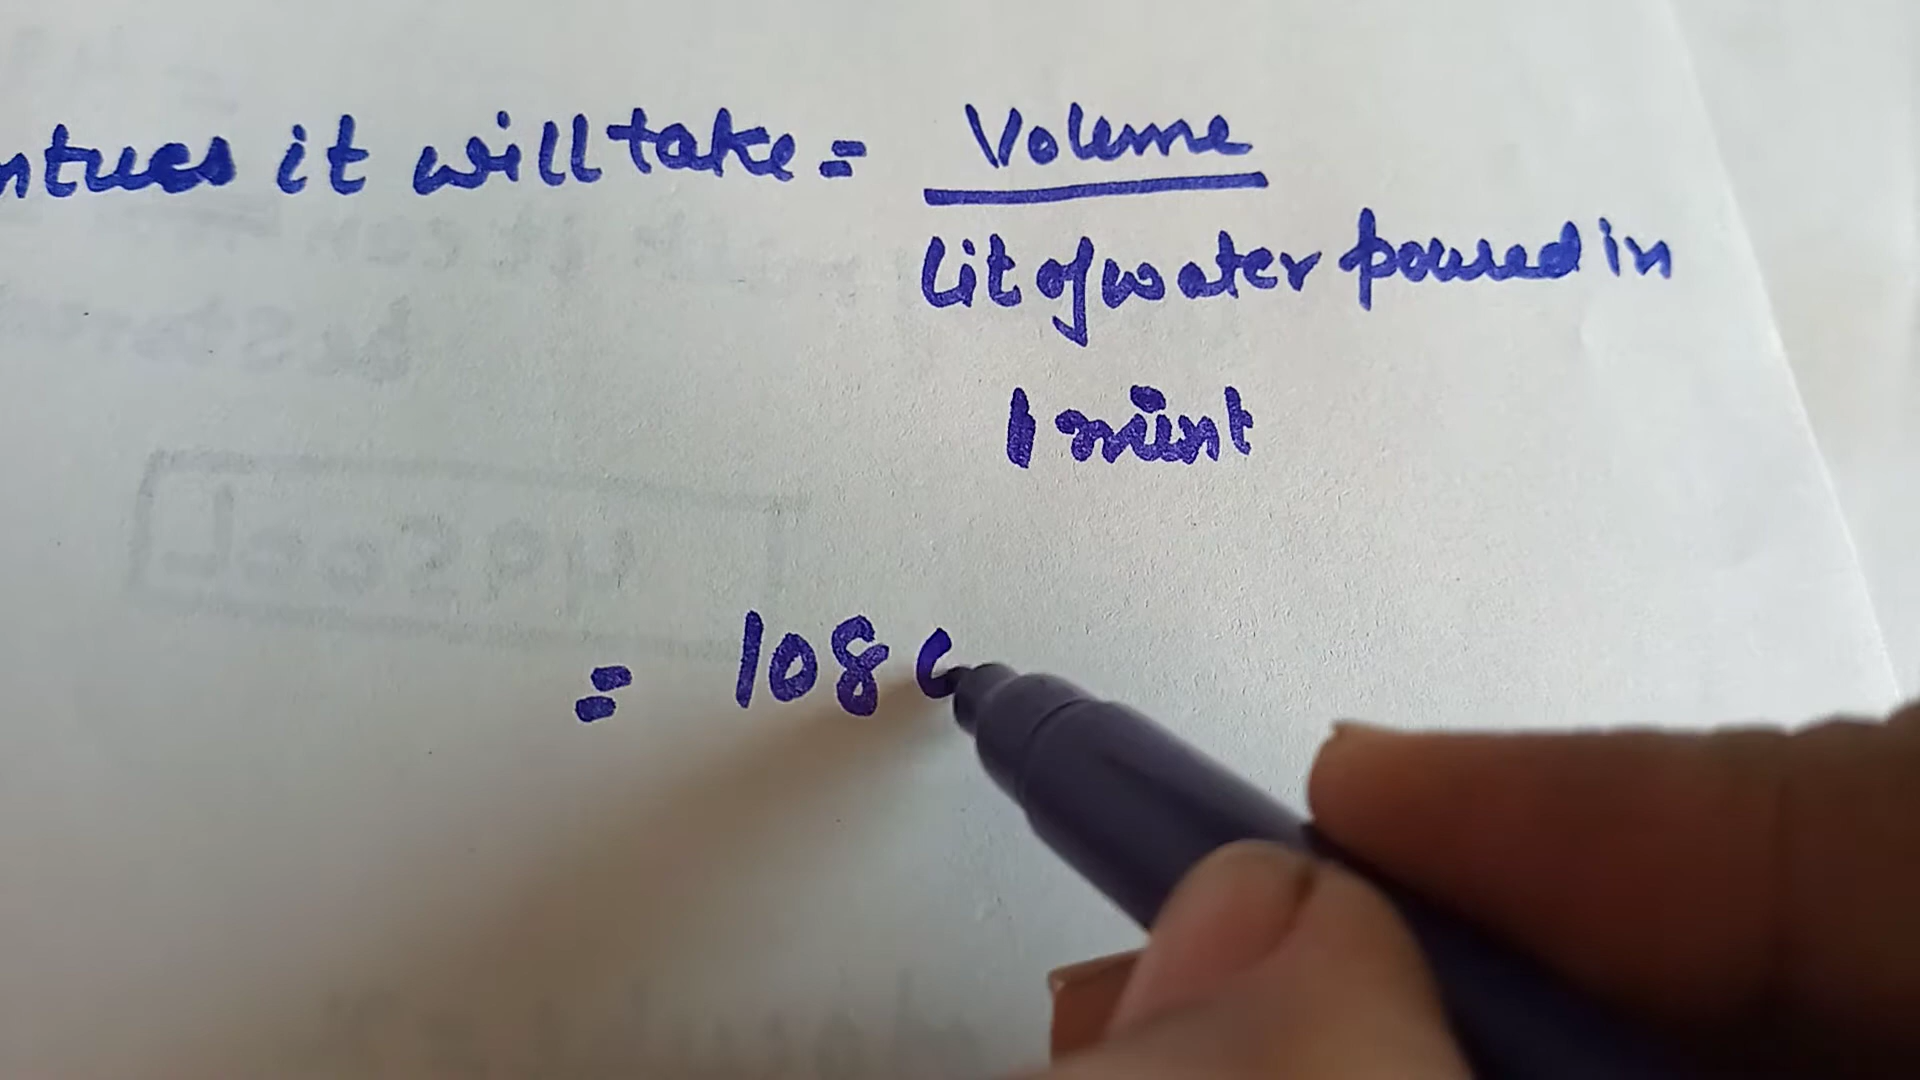 it will take = Volume
Lit of water poured in
1 mint
= 108